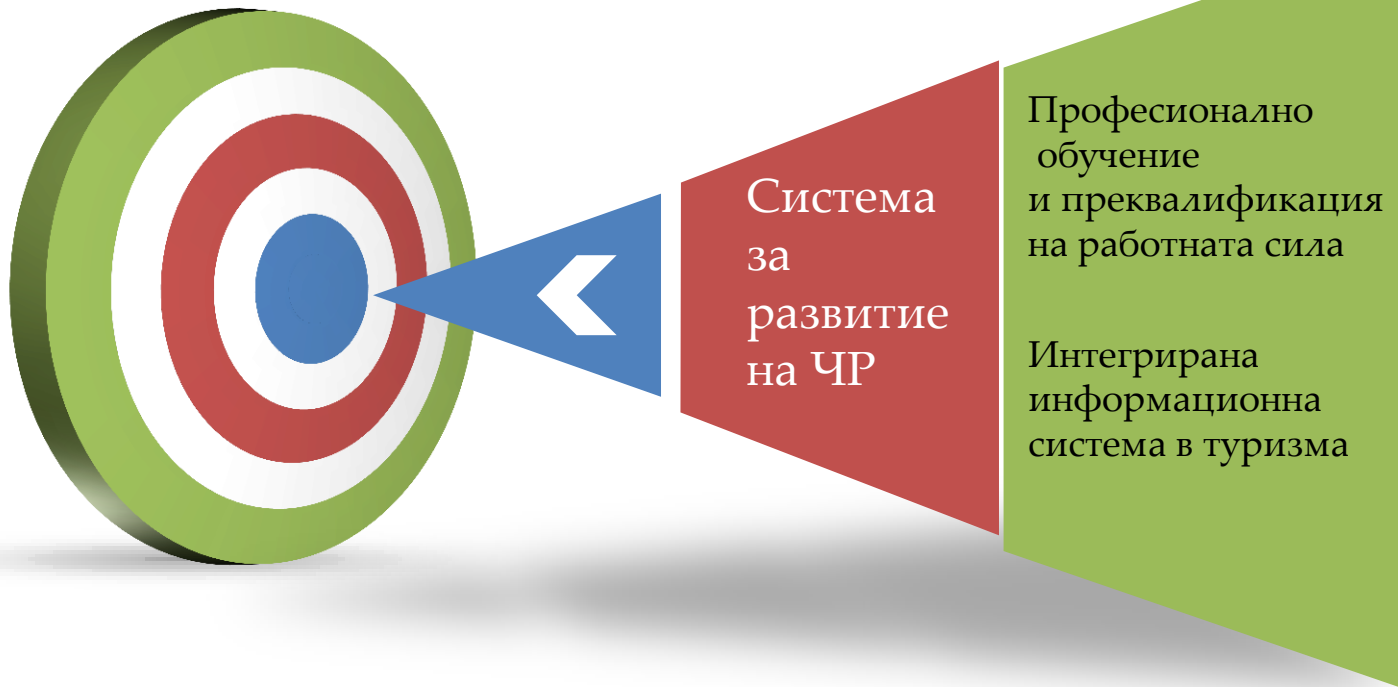 Система
за
развитие
на ЧР
Професионално
обучение
и преквалификация
на работната сила
Интегрирана
информационна
система в туризма